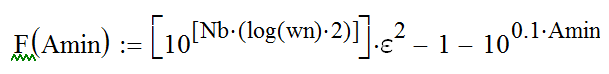 F(Amin) := [10^[Nb·(log(wn)·2)]]·ε^2 − 1 − 10^0.1·Amin